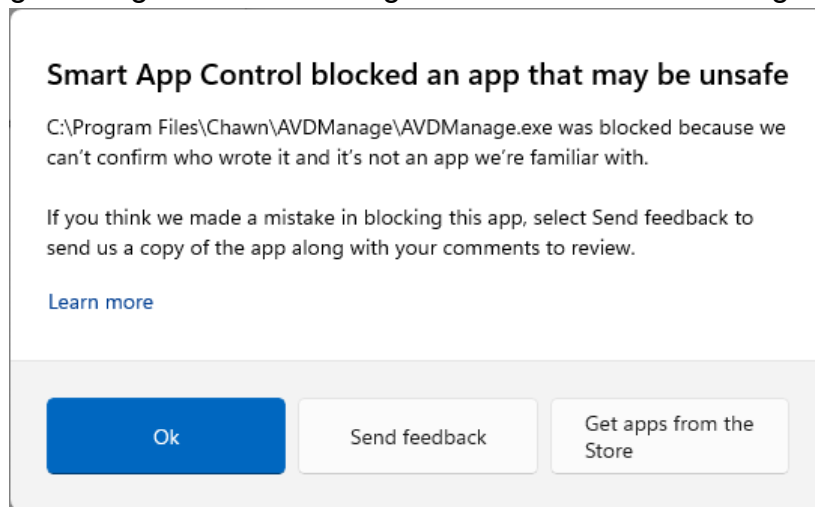 Smart App Control blocked an app that may be unsafe
C:\Program Files\Chawn\AVDManage\AVDManage.exe was blocked because we
can't confirm who wrote it and it's not an app we're familiar with.
If you think we made a mistake in blocking this app, select Send feedback to
send us a copy of the app along with your comments to review.
Learn more
Ok
Send feedback
Get apps from the
Store